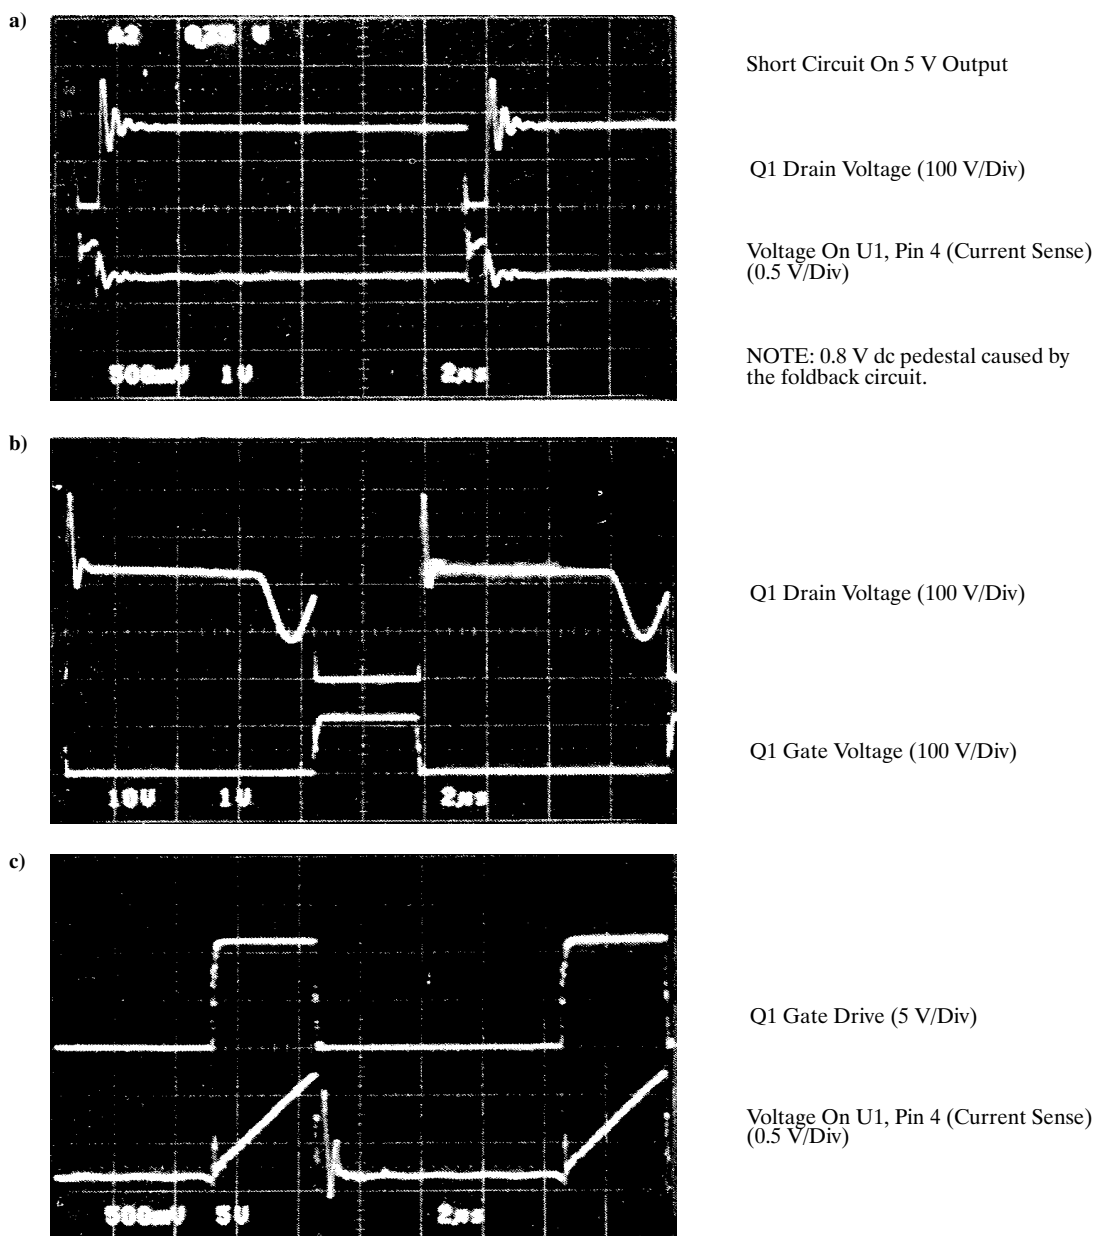 a)
Short Circuit On 5 V Output
Q1 Drain Voltage (100 V/Div)
Voltage On U1, Pin 4 (Current Sense)
(0.5 V/Div)
NOTE: 0.8 V dc pedestal caused by
the foldback circuit.
500mV 1V 2μs
b)
Q1 Drain Voltage (100 V/Div)
Q1 Gate Voltage (100 V/Div)
10V 1V 2μs
c)
Q1 Gate Drive (5 V/Div)
Voltage On U1, Pin 4 (Current Sense)
(0.5 V/Div)
500mV 5V 2μs